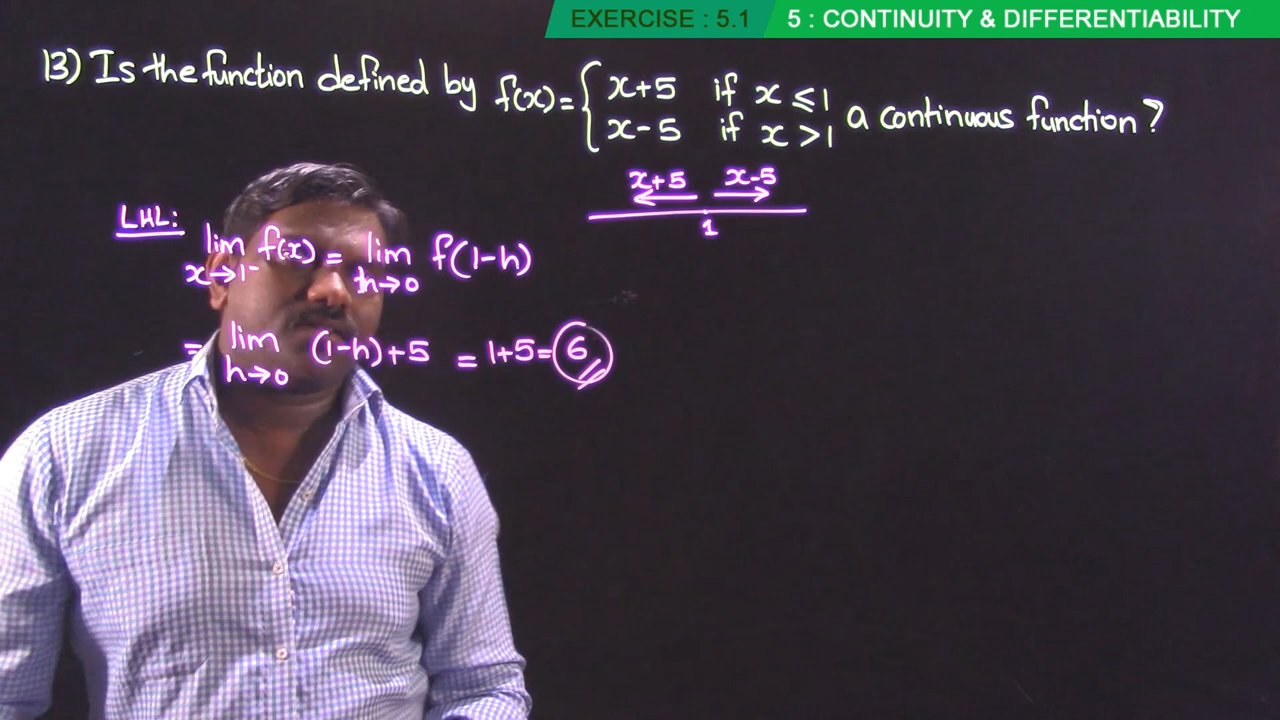 EXERCISE : 5.1 5 : CONTINUITY & DIFFERENTIABILITY
13) Is the function defined by f(x) = { x+5 if x ≤ 1
x-5 if x > 1 a continuous function ?
x+5 x-5
1
LHL:
lim x→1⁻ f(x) = lim h→0 f(1-h)
= lim h→0 (1-h)+5 = 1+5 = 6